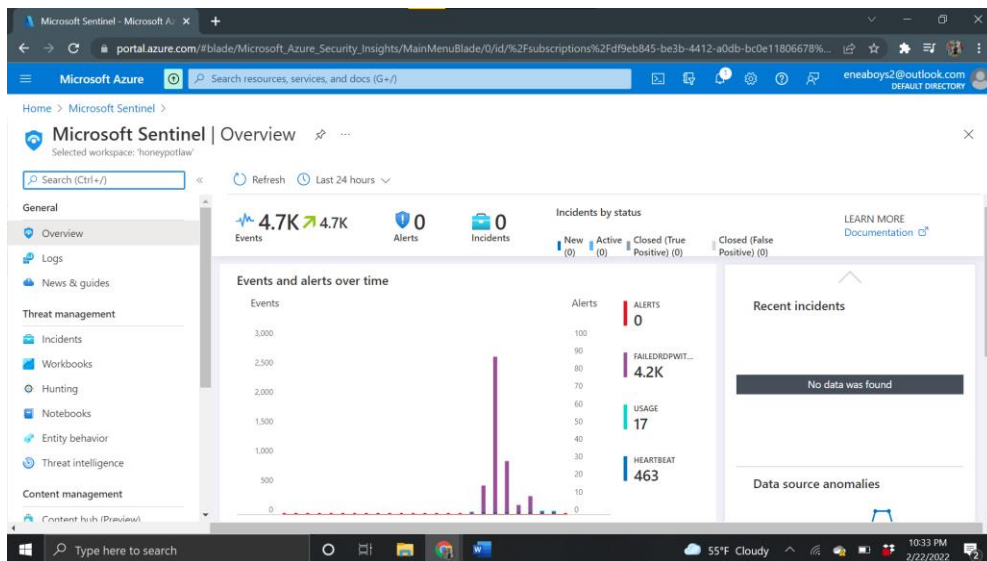 Microsoft Sentinel - Microsoft Az
portal.azure.com/#blade/Microsoft_Azure_Security_Insights/MainMenuBlade/0/id/%2Fsubscriptions%2Fdf9eb845-be3b-4412-a0db-bc0e11806678%...
Microsoft Azure
Search resources, services, and docs (G+/)
eneaboys2@outlook.com
DEFAULT DIRECTORY
Home > Microsoft Sentinel >
Microsoft Sentinel | Overview
Selected workspace: 'honeypotlaw'
Search (Ctrl+/)
«
Refresh
Last 24 hours
General
Overview
Logs
News & guides
Threat management
Incidents
Workbooks
Hunting
Notebooks
Entity behavior
Threat intelligence
Content management
Content hub (Preview)
4.7K 4.7K
Events
0
Alerts
0
Incidents
Incidents by status
New (0)
Active (0)
Closed (True Positive) (0)
Closed (False Positive) (0)
LEARN MORE
Documentation
Events and alerts over time
Events
3,000
2,500
2,000
1,500
1,000
500
0
Alerts
100
90
80
70
60
50
40
30
20
10
0
ALERTS
0
FAILEDRDPWIT...
4.2K
USAGE
17
HEARTBEAT
463
Recent incidents
No data was found
Data source anomalies
Type here to search
55°F Cloudy
10:33 PM
2/22/2022
2